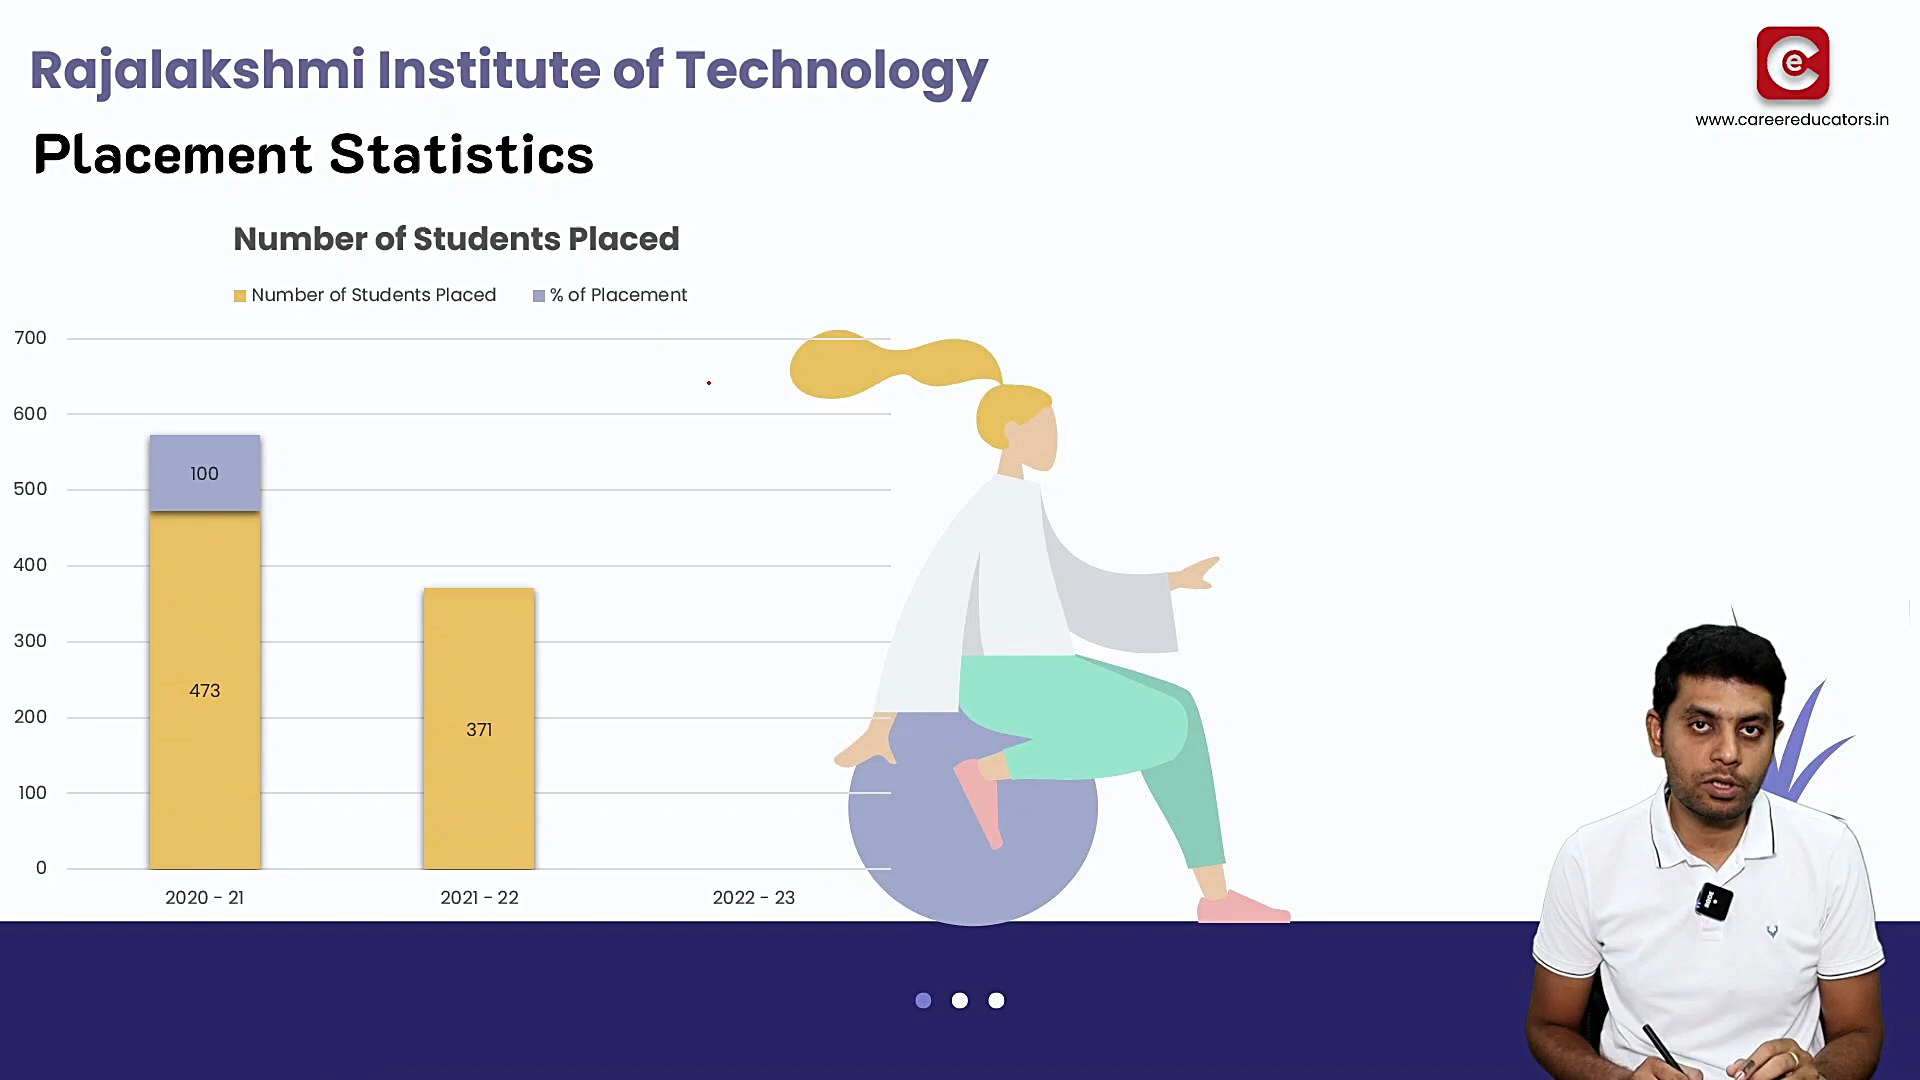 Rajalakshmi Institute of Technology
e
www.careereducators.in
Placement Statistics
Number of Students Placed
Number of Students Placed
% of Placement
700
600
500
400
300
200
100
0
100
473
371
2020 - 21
2021 - 22
2022 - 23